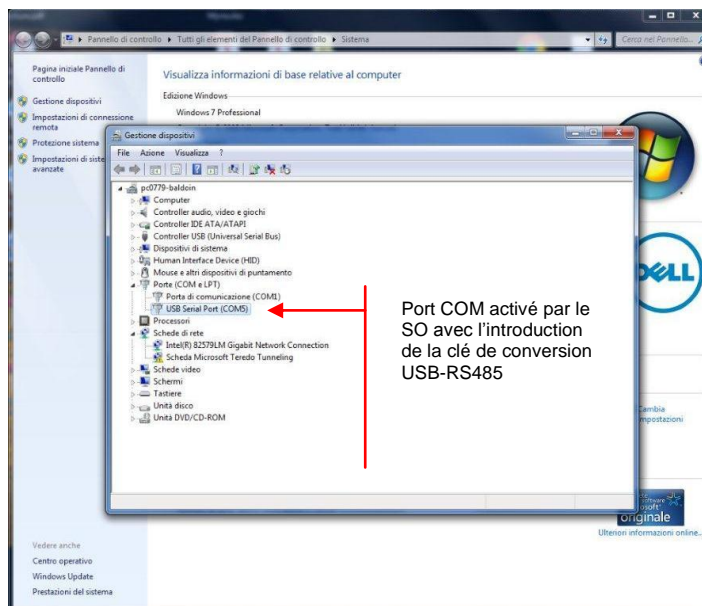 Pannello di controllo ▸ Tutti gli elementi del Pannello di controllo ▸ Sistema
Cerca nel Pannello...
Pagina iniziale Pannello di
controllo
Gestione dispositivi
Impostazioni di connessione
remota
Protezione sistema
Impostazioni di siste
avanzate
Visualizza informazioni di base relative al computer
Edizione Windows
Windows 7 Professional
Gestione dispositivi
File Azione Visualizza ?
pc0779-baldoin
Computer
Controller audio, video e giochi
Controller IDE ATA/ATAPI
Controller USB (Universal Serial Bus)
Dispositivi di sistema
Human Interface Device (HID)
Mouse e altri dispositivi di puntamento
Porte (COM e LPT)
Porta di comunicazione (COM1)
USB Serial Port (COM5)
Processori
Schede di rete
Intel(R) 82579LM Gigabit Network Connection
Scheda Microsoft Teredo Tunneling
Schede video
Schermi
Tastiere
Unità disco
Unità DVD/CD-ROM
Port COM activé par le
SO avec l'introduction
de la clé de conversion
USB-RS485
DELL
Cambia
mpostazioni
originale
Ulteriori informazioni online...
Vedere anche
Centro operativo
Windows Update
Prestazioni del sistema